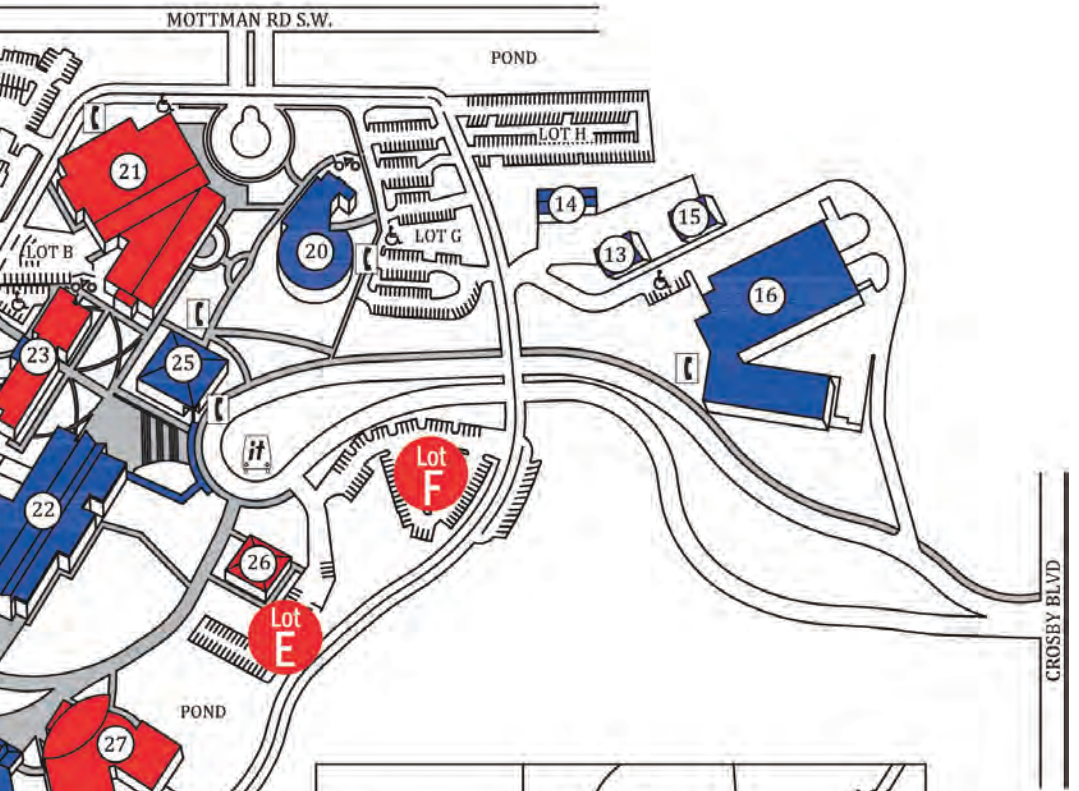 MOTTMAN RD S.W.
POND
LOT H
21
14
15
20
LOT G
13
LOT B
16
23
25
it
Lot
F
22
26
Lot
E
CROSBY BLVD
POND
27